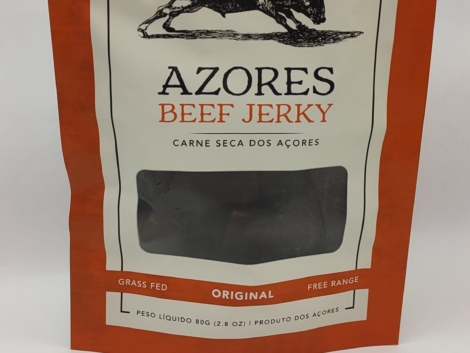 AZORES
BEEF JERKY
CARNE SECA DOS AÇORES
GRASS FED
ORIGINAL
FREE RANGE
PESO LÍQUIDO 80G (2.8 OZ) | PRODUTO DOS AÇORES